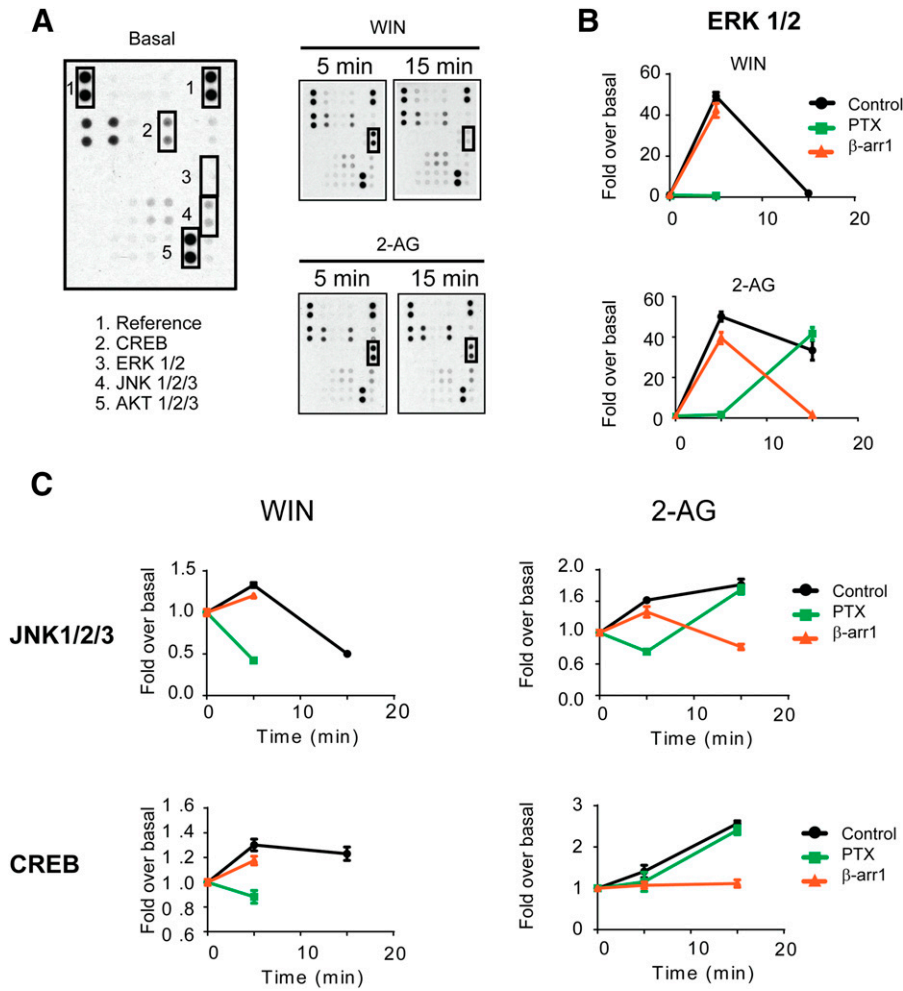 A
Basal
1
1
2
3
4
5
1. Reference
2. CREB
3. ERK 1/2
4. JNK 1/2/3
5. AKT 1/2/3
WIN
5 min 15 min
2-AG
5 min 15 min
B
ERK 1/2
WIN
Fold over basal
60
40
20
0
0 10 20
Control
PTX
β-arr1
2-AG
Fold over basal
60
40
20
0
0 10 20
C
WIN 2-AG
JNK1/2/3
Fold over basal
1.5
1.0
0.5
0.0
0 10 20
Time (min)
Fold over basal
2.0
1.6
1.0
0.6
0.0
0 10 20
Time (min)
Control
PTX
β-arr1
CREB
Fold over basal
1 .6
1 .4
1 .2
1 .0
0 .8
0 .6
0 10 20
Time (min)
Fold over basal
3
2
1
0
0 10 20
Time (min)
Control
PTX
β-arr1